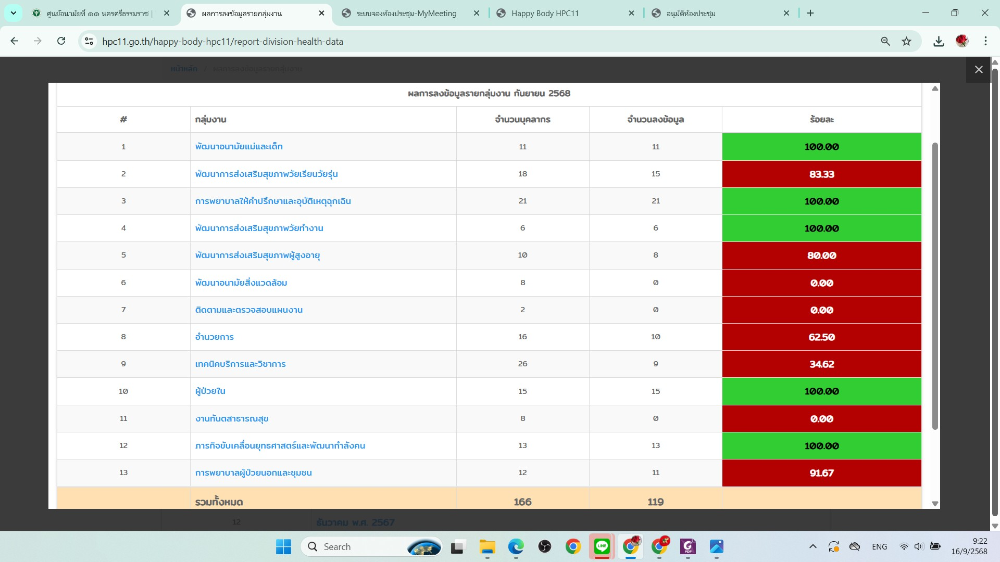 ศูนย์อนามัยที่ ๑๑ นครศรีธรรมราช |
ผลการลงข้อมูลรายกลุ่มงาน
ระบบจองห้องประชุม-MyMeeting
Happy Body HPC11
อนุมัติห้องประชุม
hpc11.go.th/happy-body-hpc11/report-division-health-data
หน้าหลัก / ผลการลงข้อมูลรายกลุ่มงาน
ผลการลงข้อมูลรายกลุ่มงาน กันยายน 2568
# กลุ่มงาน จำนวนบุคลากร จำนวนลงข้อมูล ร้อยละ
1 พัฒนาอนามัยแม่และเด็ก 11 11 100.00
2 พัฒนาการส่งเสริมสุขภาพวัยเรียนวัยรุ่น 18 15 83.33
3 การพยาบาลให้คำปรึกษาและอุบัติเหตุฉุกเฉิน 21 21 100.00
4 พัฒนาการส่งเสริมสุขภาพวัยทำงาน 6 6 100.00
5 พัฒนาการส่งเสริมสุขภาพผู้สูงอายุ 10 8 80.00
6 พัฒนาอนามัยสิ่งแวดล้อม 8 0 0.00
7 ติดตามและตรวจสอบแผนงาน 2 0 0.00
8 อำนวยการ 16 10 62.50
9 เทคนิคบริการและวิชาการ 26 9 34.62
10 ผู้ป่วยใน 15 15 100.00
11 งานทันตสาธารณสุข 8 0 0.00
12 ภารกิจขับเคลื่อนยุทธศาสตร์และพัฒนากำลังคน 13 13 100.00
13 การพยาบาลผู้ป่วยนอกและชุมชน 12 11 91.67
รวมทั้งหมด 166 119
12 ธันวาคม พ.ศ. 2567
Search
LINE
PDF
ENG
9:22
16/9/2568